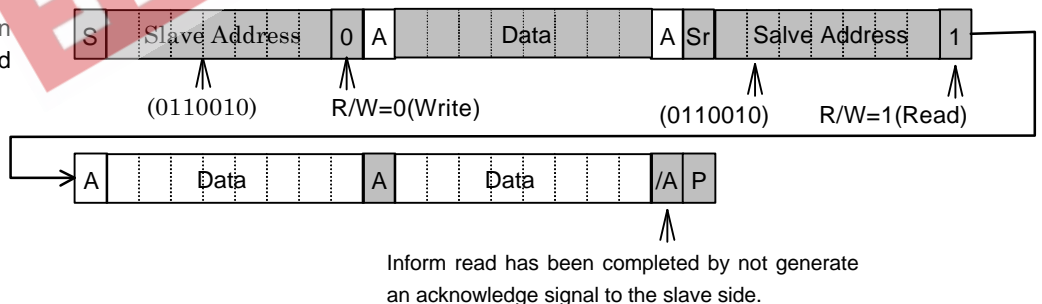 n
d
S Slave Address 0 A Data A Sr Salve Address 1
(0110010) R/W=0(Write) (0110010) R/W=1(Read)
A Data A Data /A P
Inform read has been completed by not generate
an acknowledge signal to the slave side.